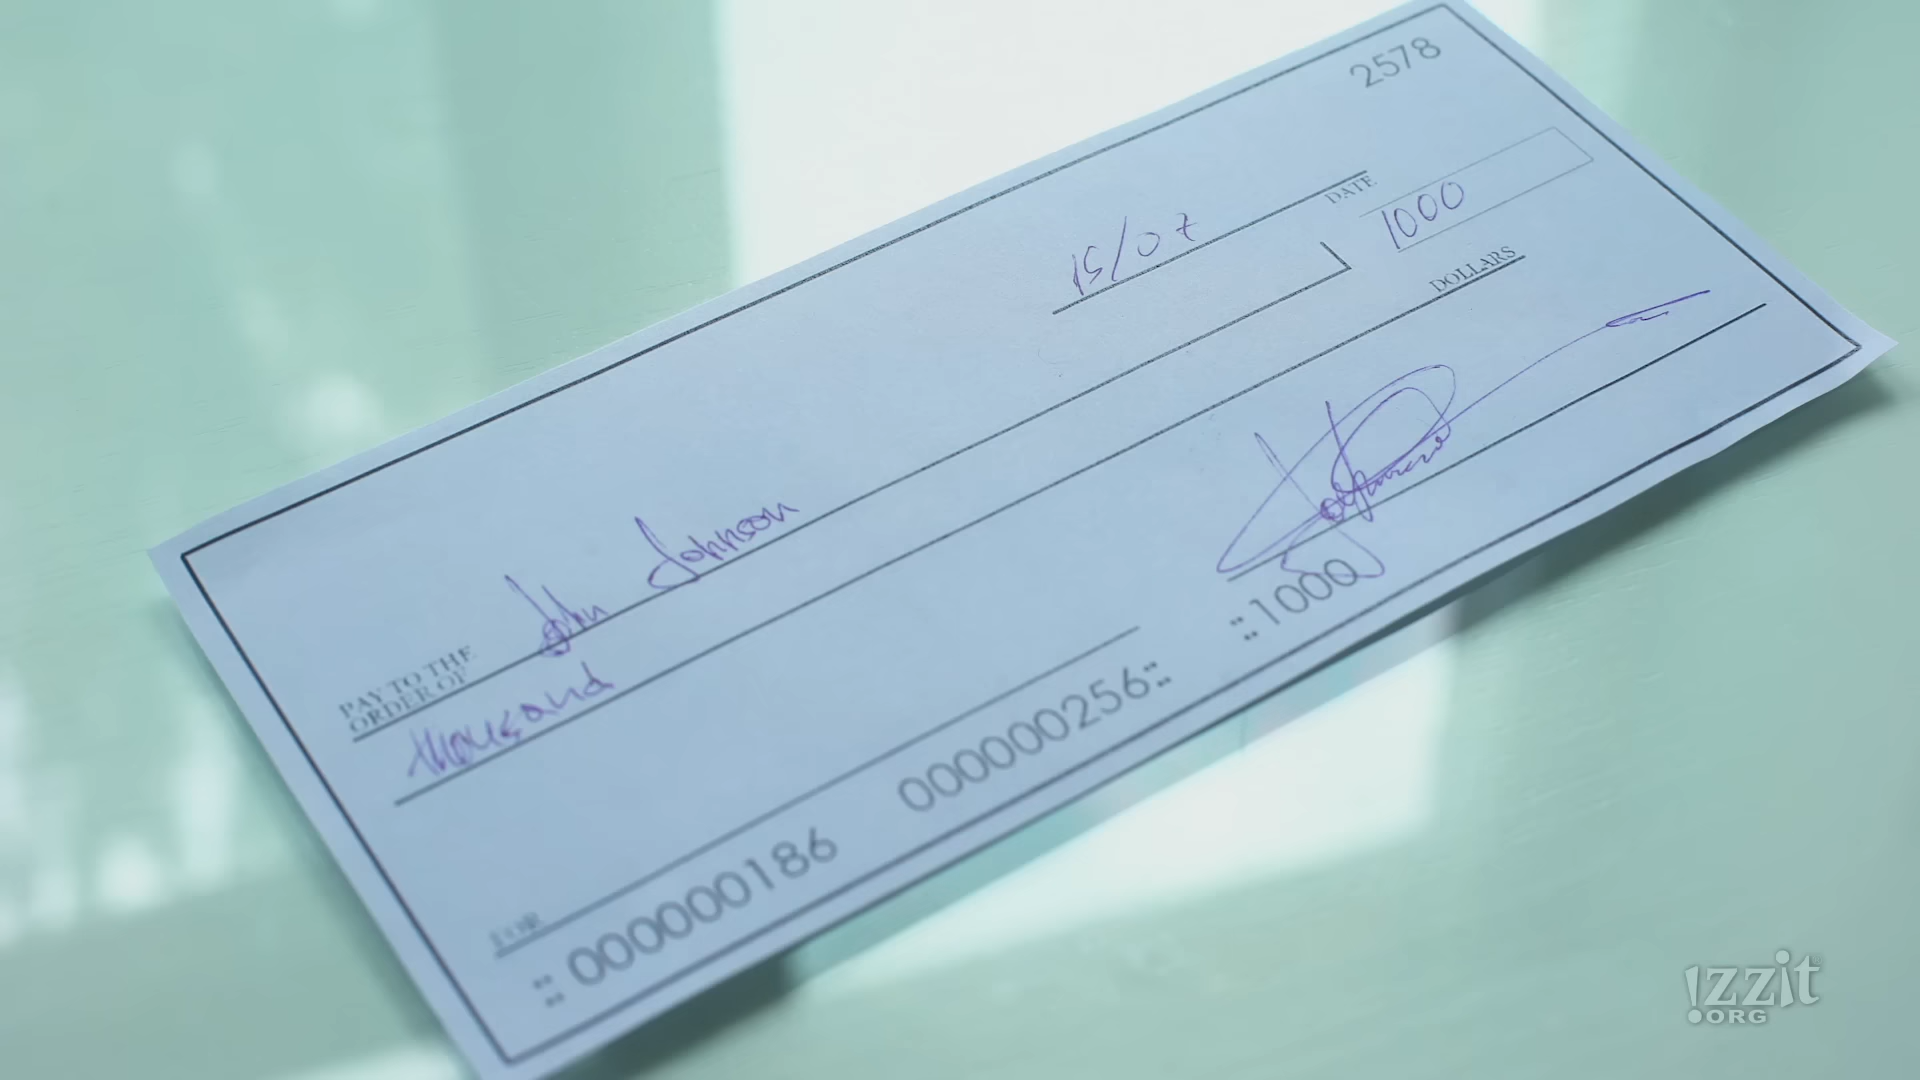 2578
15/07
DATE
1000
PAY TO THE
ORDER OF
John Johnson
thousand
DOLLARS
FOR
000000186 000000256 1000
izzit
.ORG